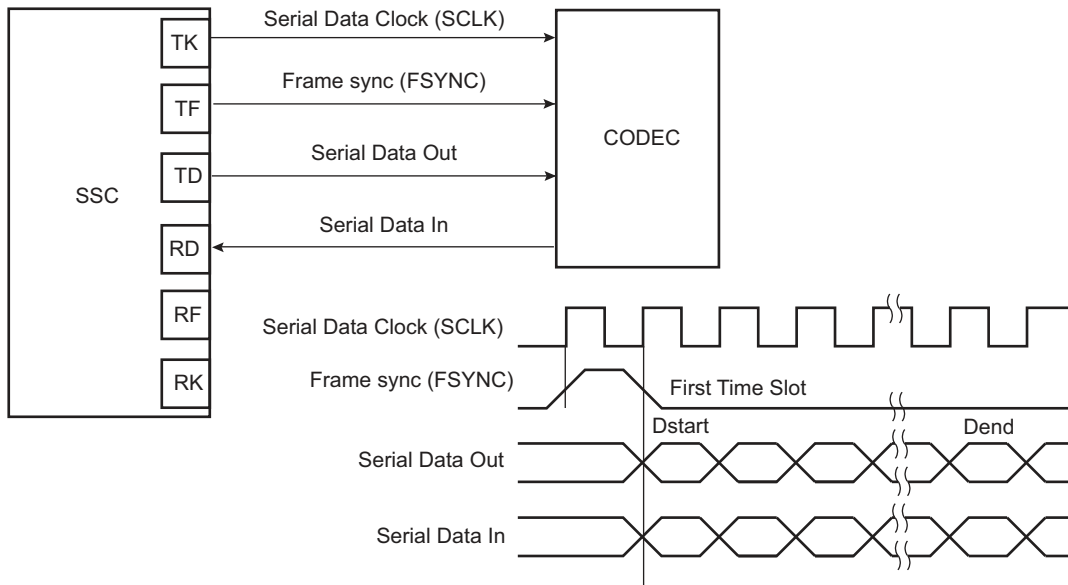 Serial Data Clock (SCLK)
TK
Frame sync (FSYNC)
TF
CODEC
Serial Data Out
TD
SSC
Serial Data In
RD
RF
Serial Data Clock (SCLK)
RK
Frame sync (FSYNC)
First Time Slot
Dstart
Dend
Serial Data Out
Serial Data In